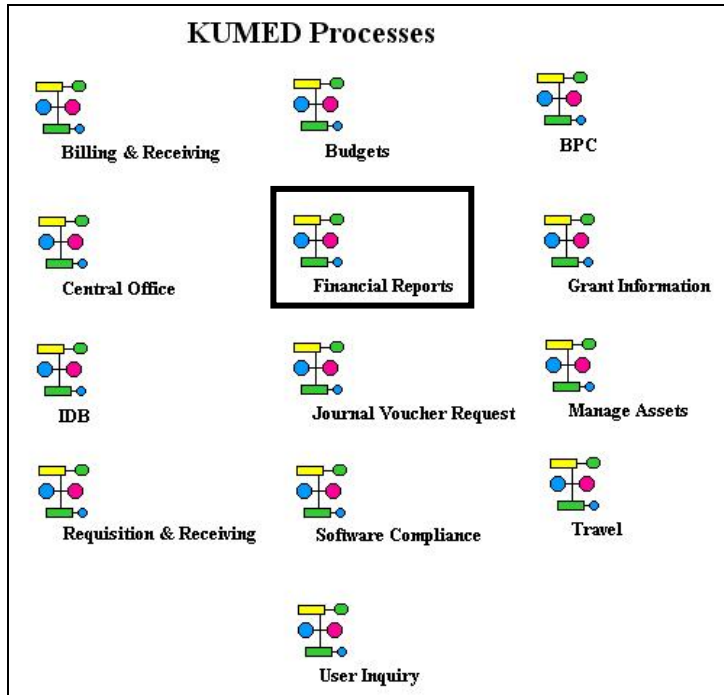 KUMED Processes
Billing & Receiving
Budgets
BPC
Central Office
Financial Reports
Grant Information
IDB
Journal Voucher Request
Manage Assets
Requisition & Receiving
Software Compliance
Travel
User Inquiry